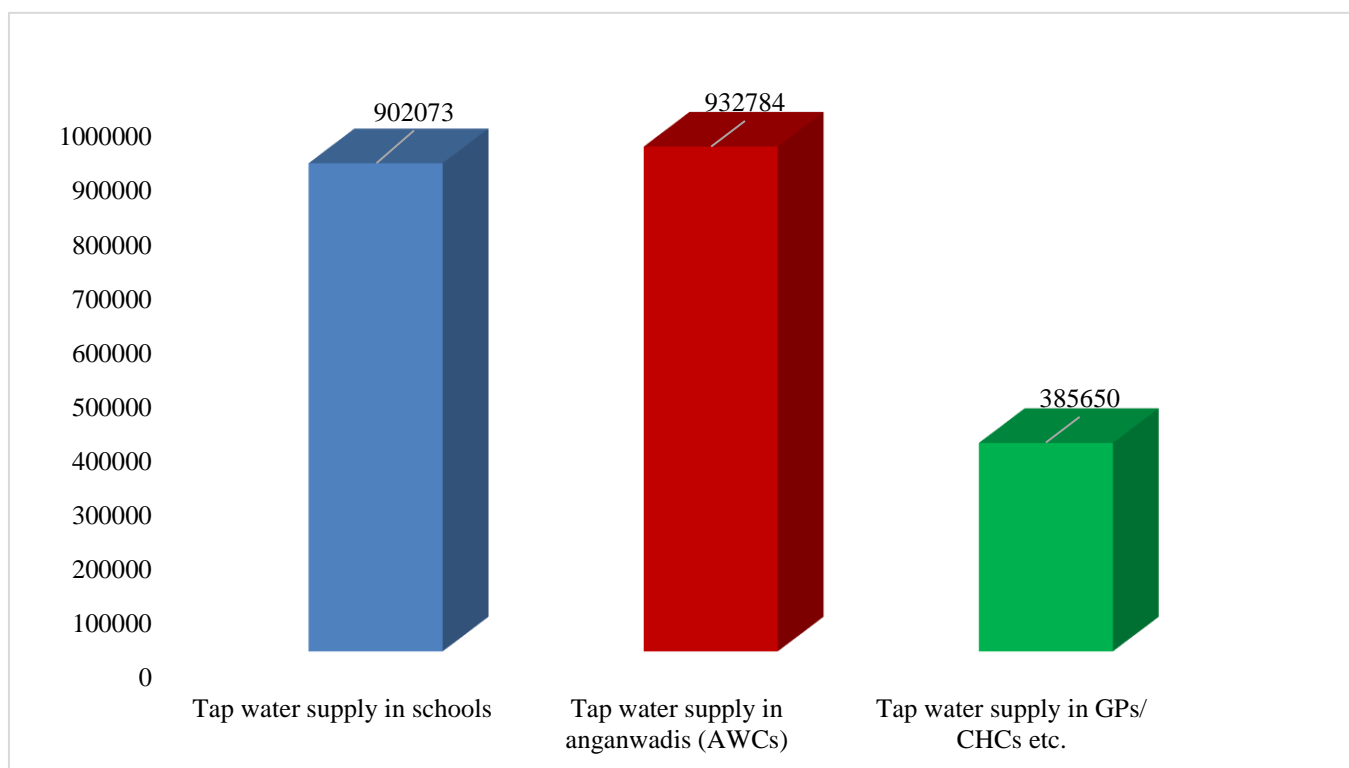 902073
932784
385650
1000000
900000
800000
700000
600000
500000
400000
300000
200000
100000
0
Tap water supply in schools
Tap water supply in
anganwadis (AWCs)
Tap water supply in GPs/
CHCs etc.